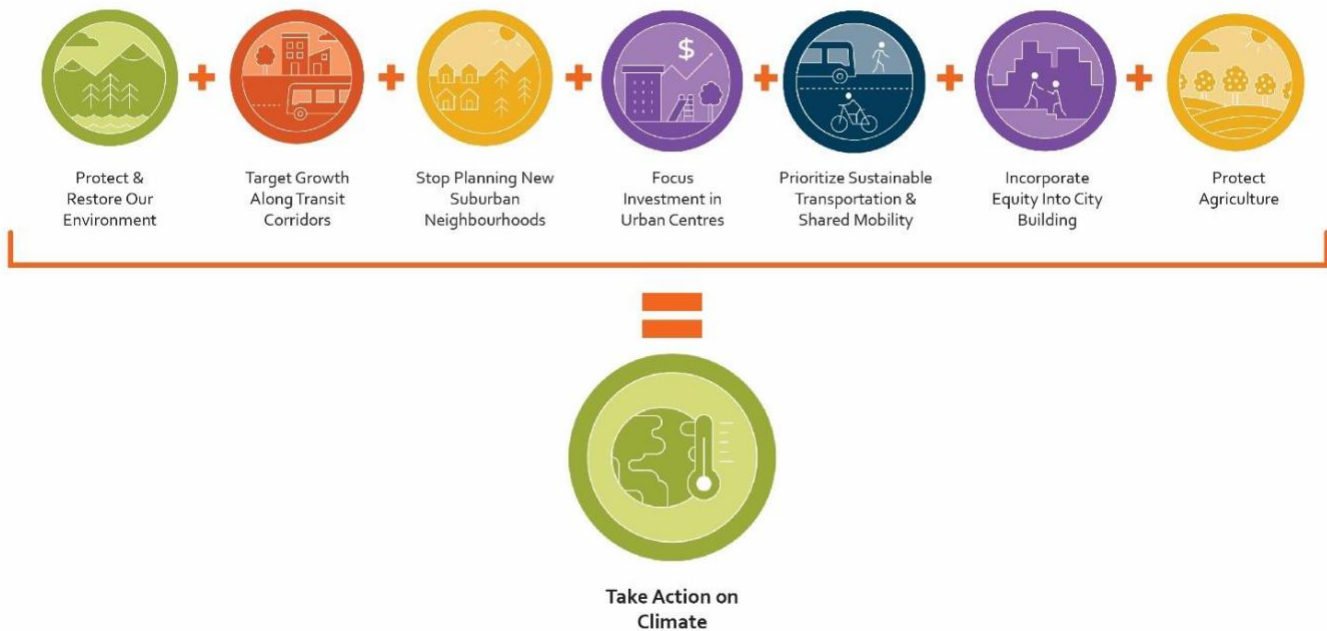 $
Protect &
Restore Our
Environment
Target Growth
Along Transit
Corridors
Stop Planning New
Suburban
Neighbourhoods
Focus
Investment in
Urban Centres
Prioritize Sustainable
Transportation &
Shared Mobility
Incorporate
Equity Into City
Building
Protect
Agriculture
Take Action on
Climate